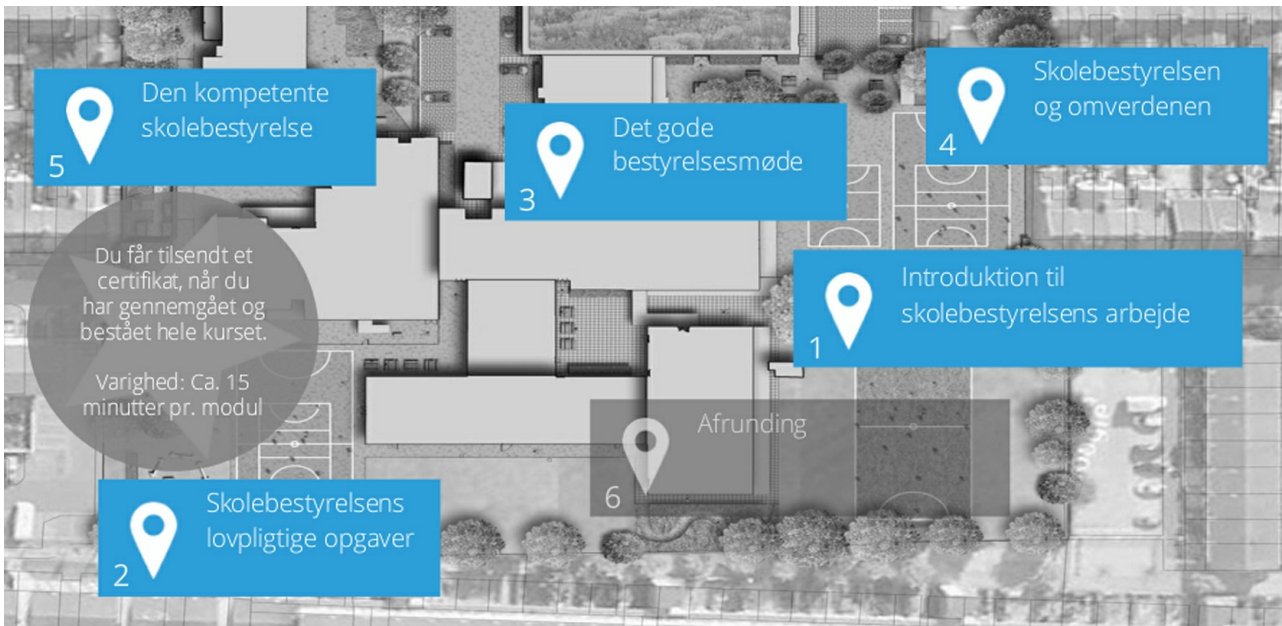 Den kompetente
skolebestyrelse
5
Det gode
bestyrelsesmøde
3
Skolebestyrelsen
og omverdenen
4
Du får tilsendt et
certifikat, når du
har gennemgået og
bestået hele kurset.
Varighed: Ca. 15
minutter pr. modul
Introduktion til
skolebestyrelsens arbejde
1
Afrunding
6
Skolebestyrelsens
lovpligtige opgaver
2